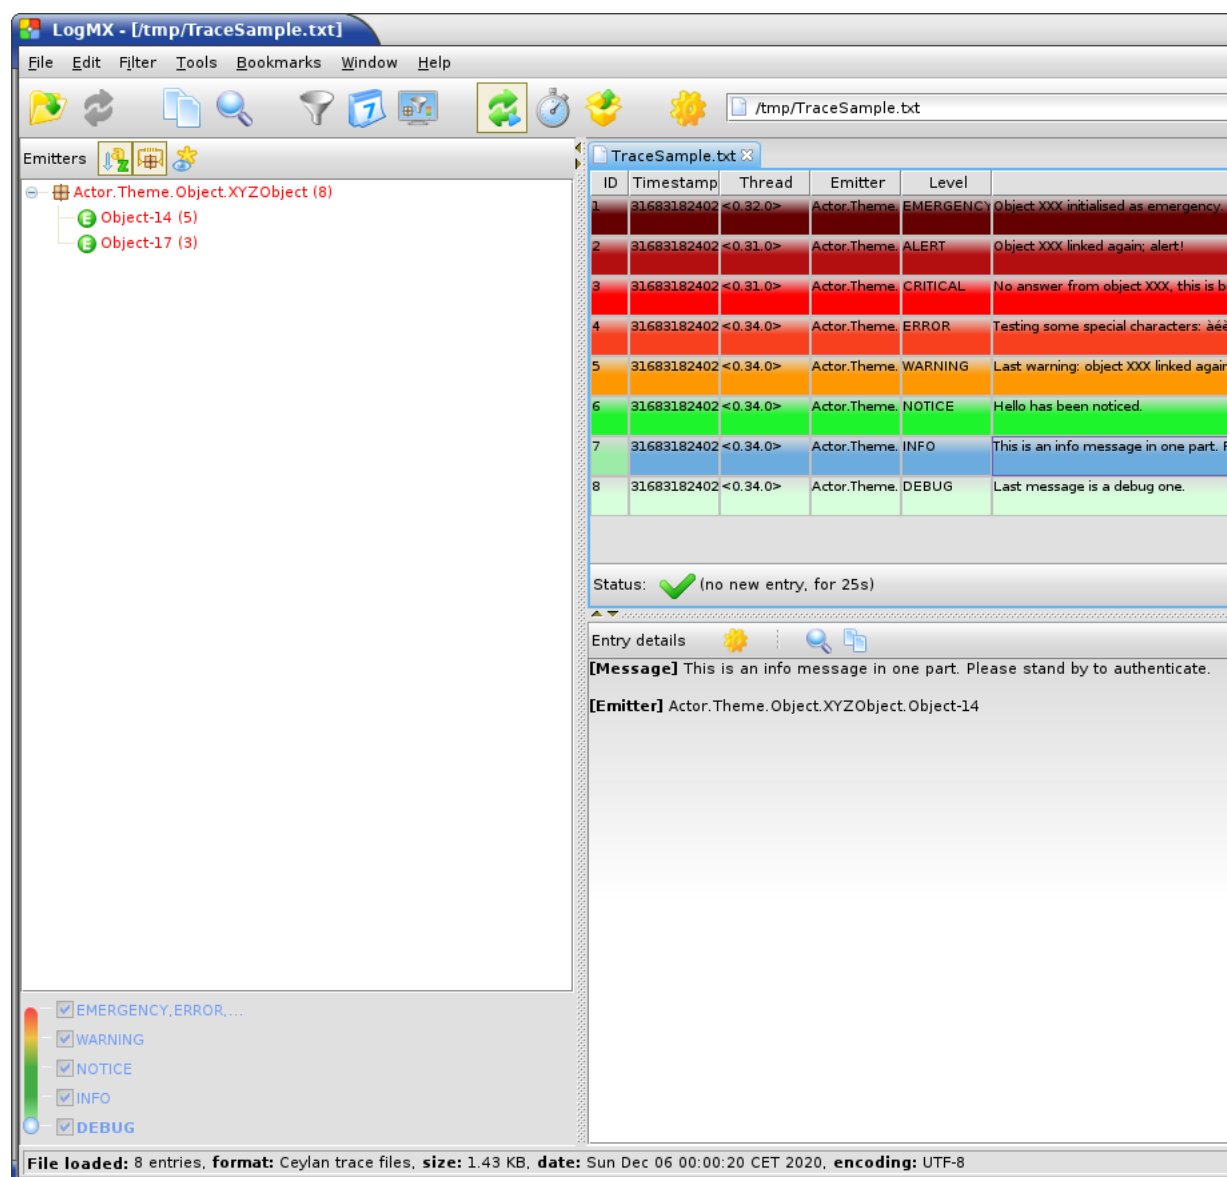 LogMX - [/tmp/TraceSample.txt]
File Edit Filter Tools Bookmarks Window Help
7
/tmp/TraceSample.txt
Emitters
Actor.Theme.Object.XYZObject (8)
E Object-14 (5)
E Object-17 (3)
TraceSample.txt
ID Timestamp Thread Emitter Level
1 31683182402 <0.32.0> Actor.Theme. EMERGENCY Object XXX initialised as emergency.
2 31683182402 <0.31.0> Actor.Theme. ALERT Object XXX linked again; alert!
3 31683182402 <0.31.0> Actor.Theme. CRITICAL No answer from object XXX, this is b
4 31683182402 <0.34.0> Actor.Theme. ERROR Testing some special characters: àéè
5 31683182402 <0.34.0> Actor.Theme. WARNING Last warning: object XXX linked again
6 31683182402 <0.34.0> Actor.Theme. NOTICE Hello has been noticed.
7 31683182402 <0.34.0> Actor.Theme. INFO This is an info message in one part. P
8 31683182402 <0.34.0> Actor.Theme. DEBUG Last message is a debug one.
Status: (no new entry, for 25s)
Entry details
[Message] This is an info message in one part. Please stand by to authenticate.
[Emitter] Actor.Theme.Object.XYZObject.Object-14
EMERGENCY,ERROR,...
WARNING
NOTICE
INFO
DEBUG
File loaded: 8 entries, format: Ceylan trace files, size: 1.43 KB, date: Sun Dec 06 00:00:20 CET 2020, encoding: UTF-8